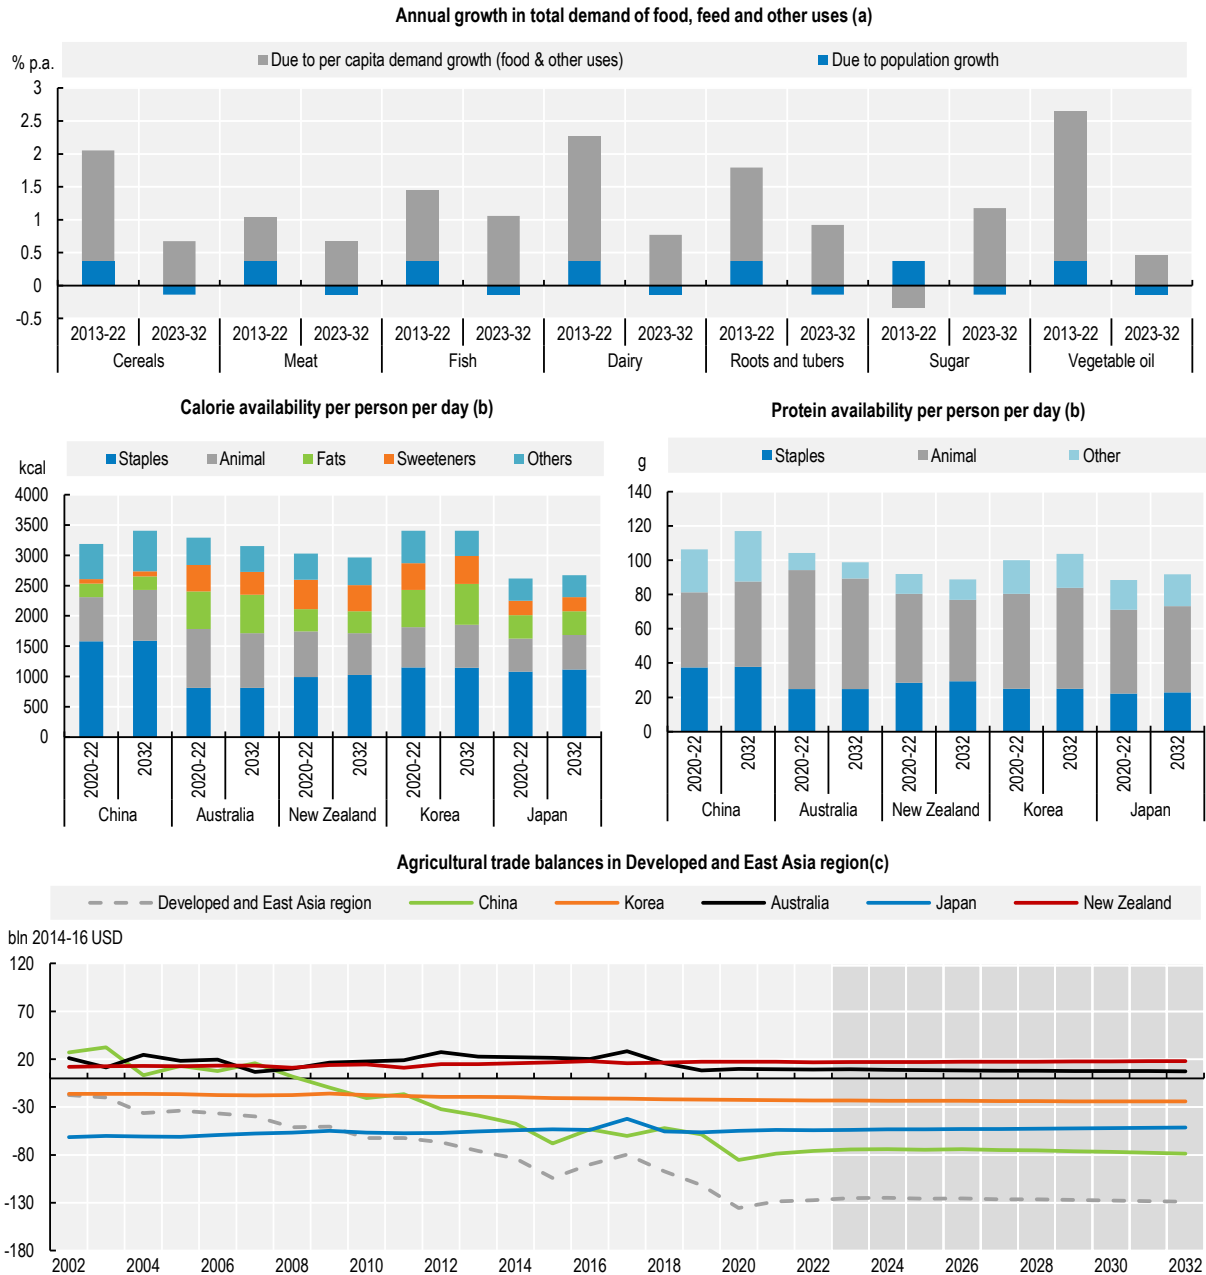 Annual growth in total demand of food, feed and other uses (a)
Due to per capita demand growth (food & other uses) Due to population growth
% p.a.
3
2.5
2
1.5
1
0.5
0
-0.5
2013-22 2023-32 2013-22 2023-32 2013-22 2023-32 2013-22 2023-32 2013-22 2023-32 2013-22 2023-32 2013-22 2023-32
Cereals Meat Fish Dairy Roots and tubers Sugar Vegetable oil
Calorie availability per person per day (b)
Staples Animal Fats Sweeteners Others
kcal
4000
3500
3000
2500
2000
1500
1000
500
0
2020-22 2032 2020-22 2032 2020-22 2032 2020-22 2032 2020-22 2032
China Australia New Zealand Korea Japan
Protein availability per person per day (b)
Staples Animal Other
g
140
120
100
80
60
40
20
0
2020-22 2032 2020-22 2032 2020-22 2032 2020-22 2032 2020-22 2032
China Australia New Zealand Korea Japan
Agricultural trade balances in Developed and East Asia region(c)
Developed and East Asia region China Korea Australia Japan New Zealand
bln 2014-16 USD
120
70
20
-30
-80
-130
-180
2002 2004 2006 2008 2010 2012 2014 2016 2018 2020 2022 2024 2026 2028 2030 2032